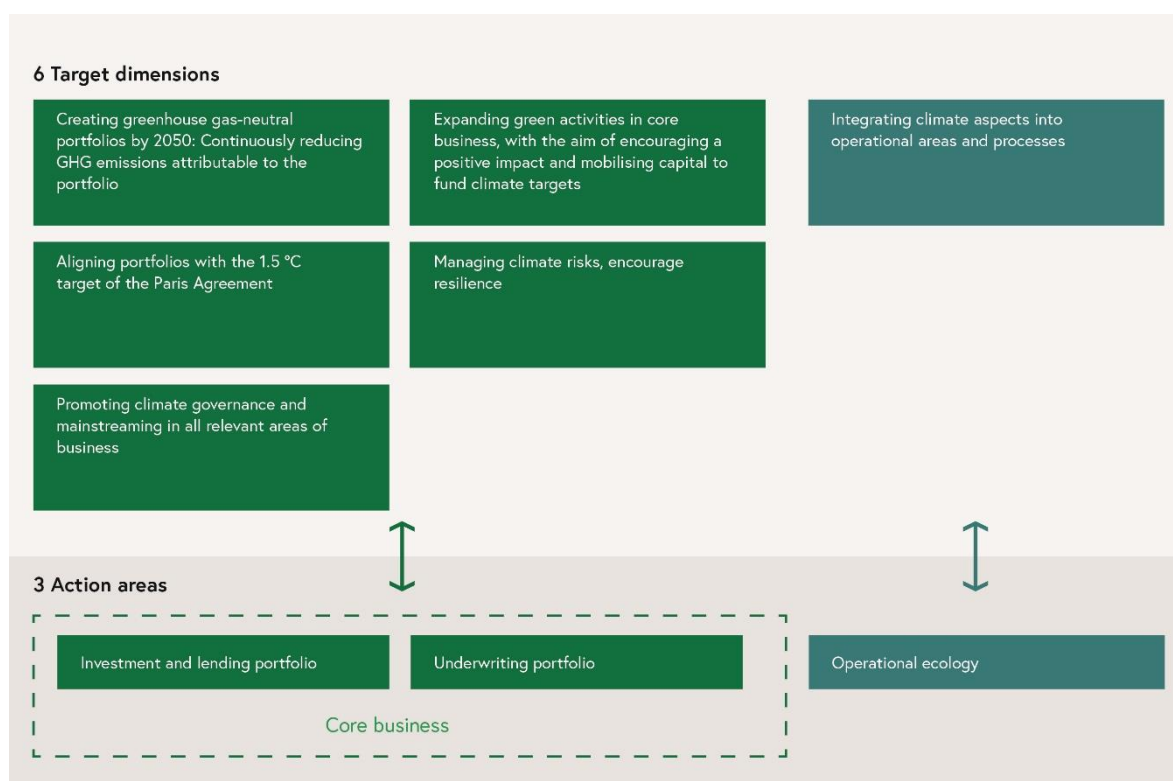 6 Target dimensions
Creating greenhouse gas-neutral
portfolios by 2050: Continuously reducing
GHG emissions attributable to the
portfolio
Expanding green activities in core
business, with the aim of encouraging a
positive impact and mobilising capital to
fund climate targets
Integrating climate aspects into
operational areas and processes
Aligning portfolios with the 1.5 °C
target of the Paris Agreement
Managing climate risks, encourage
resilience
Promoting climate governance and
mainstreaming in all relevant areas of
business
3 Action areas
Investment and lending portfolio
Underwriting portfolio
Operational ecology
Core business